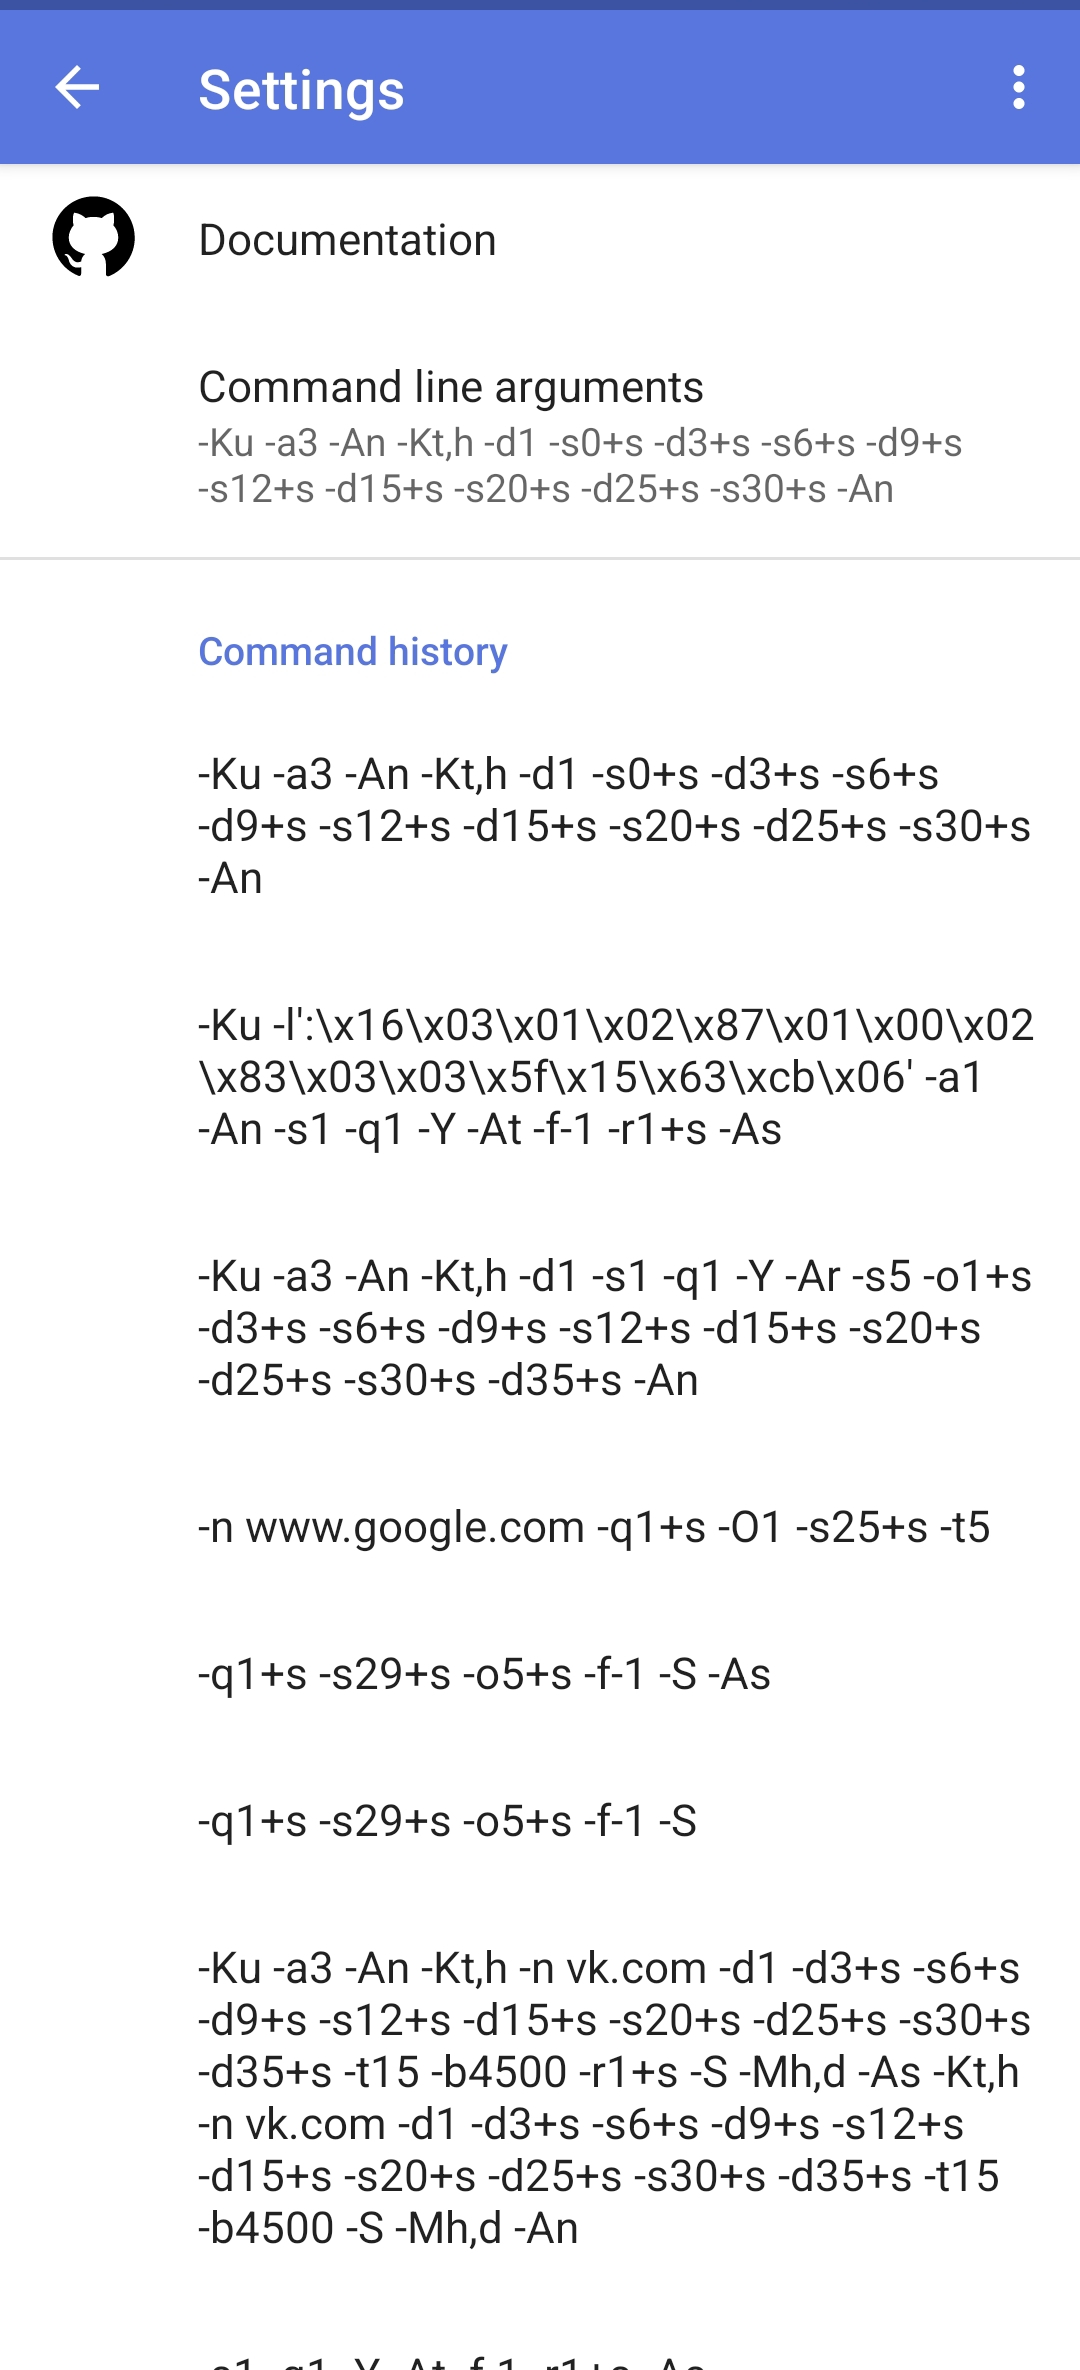 Settings
Documentation
Command line arguments
-Ku -a3 -An -Kt,h -d1 -s0+s -d3+s -s6+s -d9+s
-s12+s -d15+s -s20+s -d25+s -s30+s -An
Command history
-Ku -a3 -An -Kt,h -d1 -s0+s -d3+s -s6+s
-d9+s -s12+s -d15+s -s20+s -d25+s -s30+s
-An
-Ku -l':\x16\x03\x01\x02\x87\x01\x00\x02
\x83\x03\x03\x5f\x15\x63\xcb\x06' -a1
-An -s1 -q1 -Y -At -f-1 -r1+s -As
-Ku -a3 -An -Kt,h -d1 -s1 -q1 -Y -Ar -s5 -o1+s
-d3+s -s6+s -d9+s -s12+s -d15+s -s20+s
-d25+s -s30+s -d35+s -An
-n www.google.com -q1+s -O1 -s25+s -t5
-q1+s -s29+s -o5+s -f-1 -S -As
-q1+s -s29+s -o5+s -f-1 -S
-Ku -a3 -An -Kt,h -n vk.com -d1 -d3+s -s6+s
-d9+s -s12+s -d15+s -s20+s -d25+s -s30+s
-d35+s -t15 -b4500 -r1+s -S -Mh,d -As -Kt,h
-n vk.com -d1 -d3+s -s6+s -d9+s -s12+s
-d15+s -s20+s -d25+s -s30+s -d35+s -t15
-b4500 -S -Mh,d -An